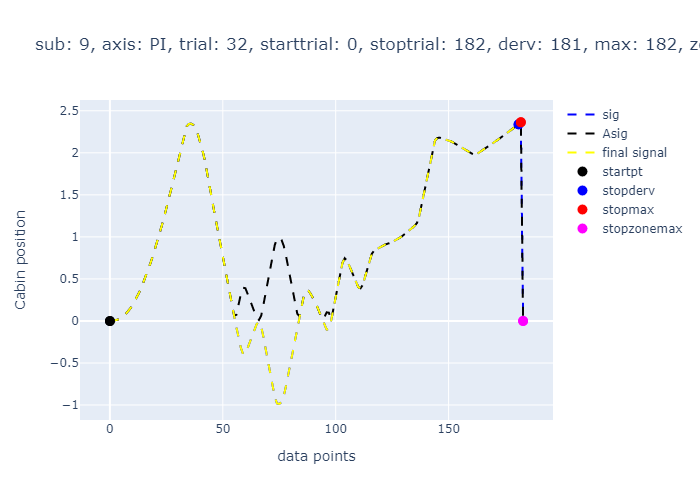 sub: 9, axis: PI, trial: 32, starttrial: 0, stoptrial: 182, derv: 181, max: 182,
2.5
2
1.5
1
0.5
0
−0.5
−1
0 50 100 150
Cabin position
data points
sig
Asig
final signal
startpt
stopderv
stopmax
stopzonemax